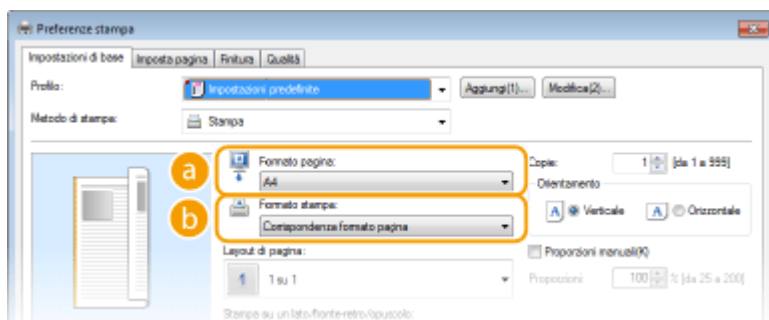 Preferenze stampa
Impostazioni di base Imposta pagina Finitura Qualità
Profilo: Impostazioni predefinite Aggiungi(1)... Modifica(2)...
Metodo di stampa: Stampa
a Formato pagina: Copie: 1 [da 1 a 999]
A4 Orientamento
b Formato stampa: A Verticale A Orizzontale
Corrispondenza formato pagina
Layout di pagina: Proporzioni manuali(K)
1 1 su 1 Proporzioni: 100 % [da 25 a 200]
Stampa su un lato/fronte-retro/opuscolo: